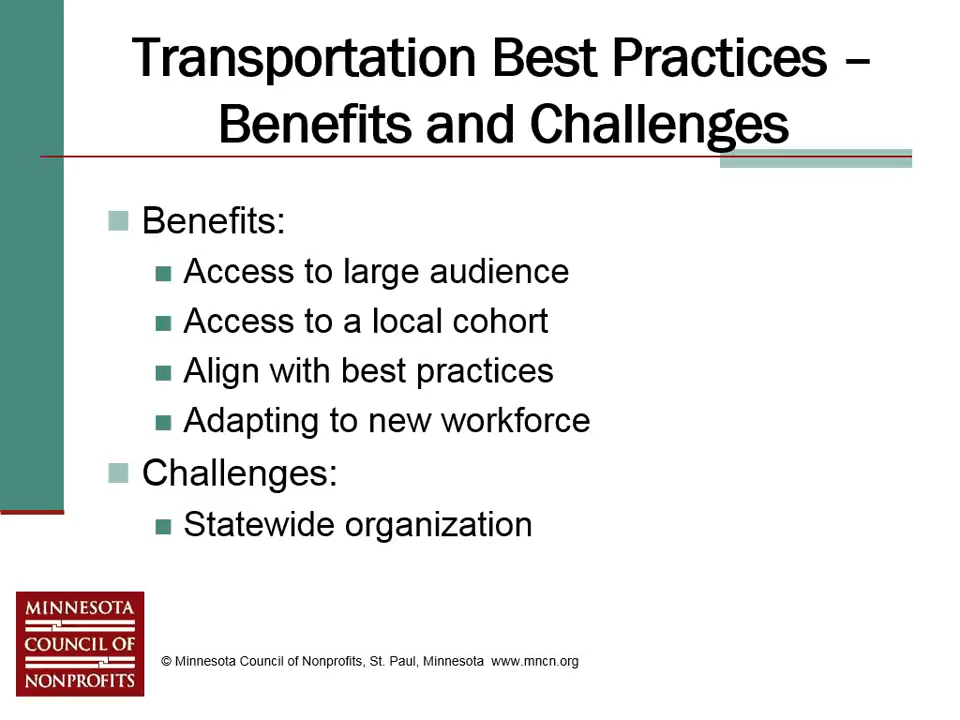 Transportation Best Practices –
Benefits and Challenges
Benefits:
Access to large audience
Access to a local cohort
Align with best practices
Adapting to new workforce
Challenges:
Statewide organization
MINNESOTA
COUNCIL OF
NONPROFITS
© Minnesota Council of Nonprofits, St. Paul, Minnesota www.mncn.org